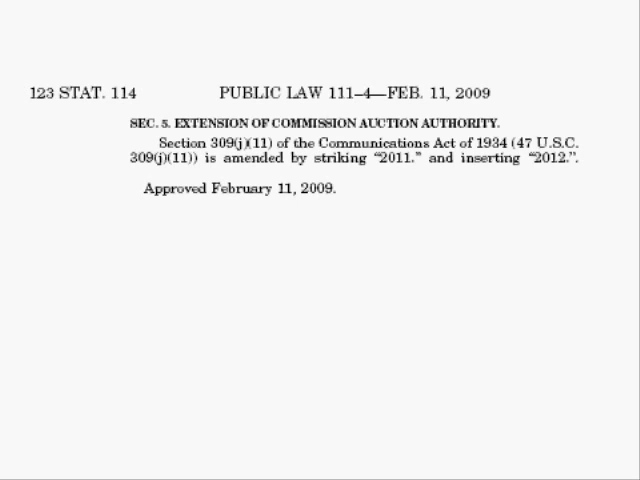 123 STAT. 114 PUBLIC LAW 111–4—FEB. 11, 2009
SEC. 5. EXTENSION OF COMMISSION AUCTION AUTHORITY.
Section 309(j)(11) of the Communications Act of 1934 (47 U.S.C.
309(j)(11)) is amended by striking “2011.” and inserting “2012.”.
Approved February 11, 2009.